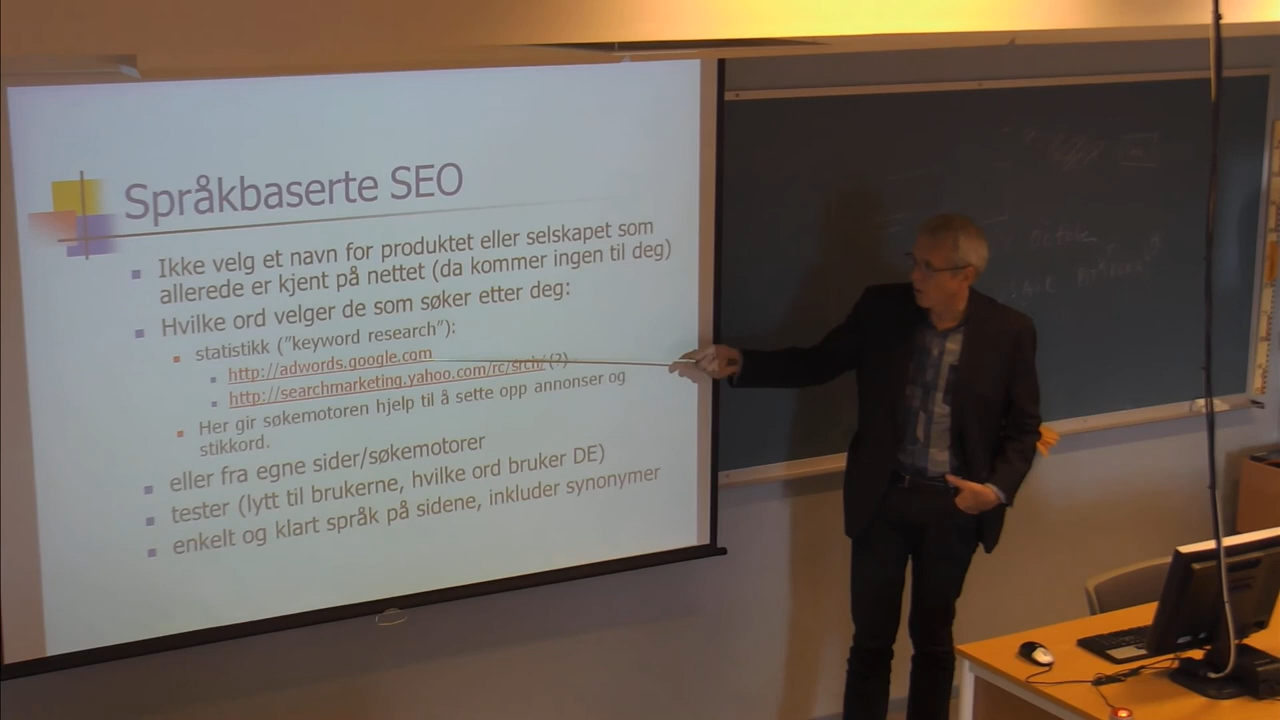 Språkbaserte SEO
Ikke velg et navn for produktet eller selskapet som
allerede er kjent på nettet (da kommer ingen til deg)
Hvilke ord velger de som søker etter deg:
statistikk ("keyword research"):
http://adwords.google.com
http://searchmarketing.yahoo.com/rc/srch/ (?)
Her gir søkemotoren hjelp til å sette opp annonser og
stikkord.
eller fra egne sider/søkemotorer
tester (lytt til brukerne, hvilke ord bruker DE)
enkelt og klart språk på sidene, inkluder synonymer